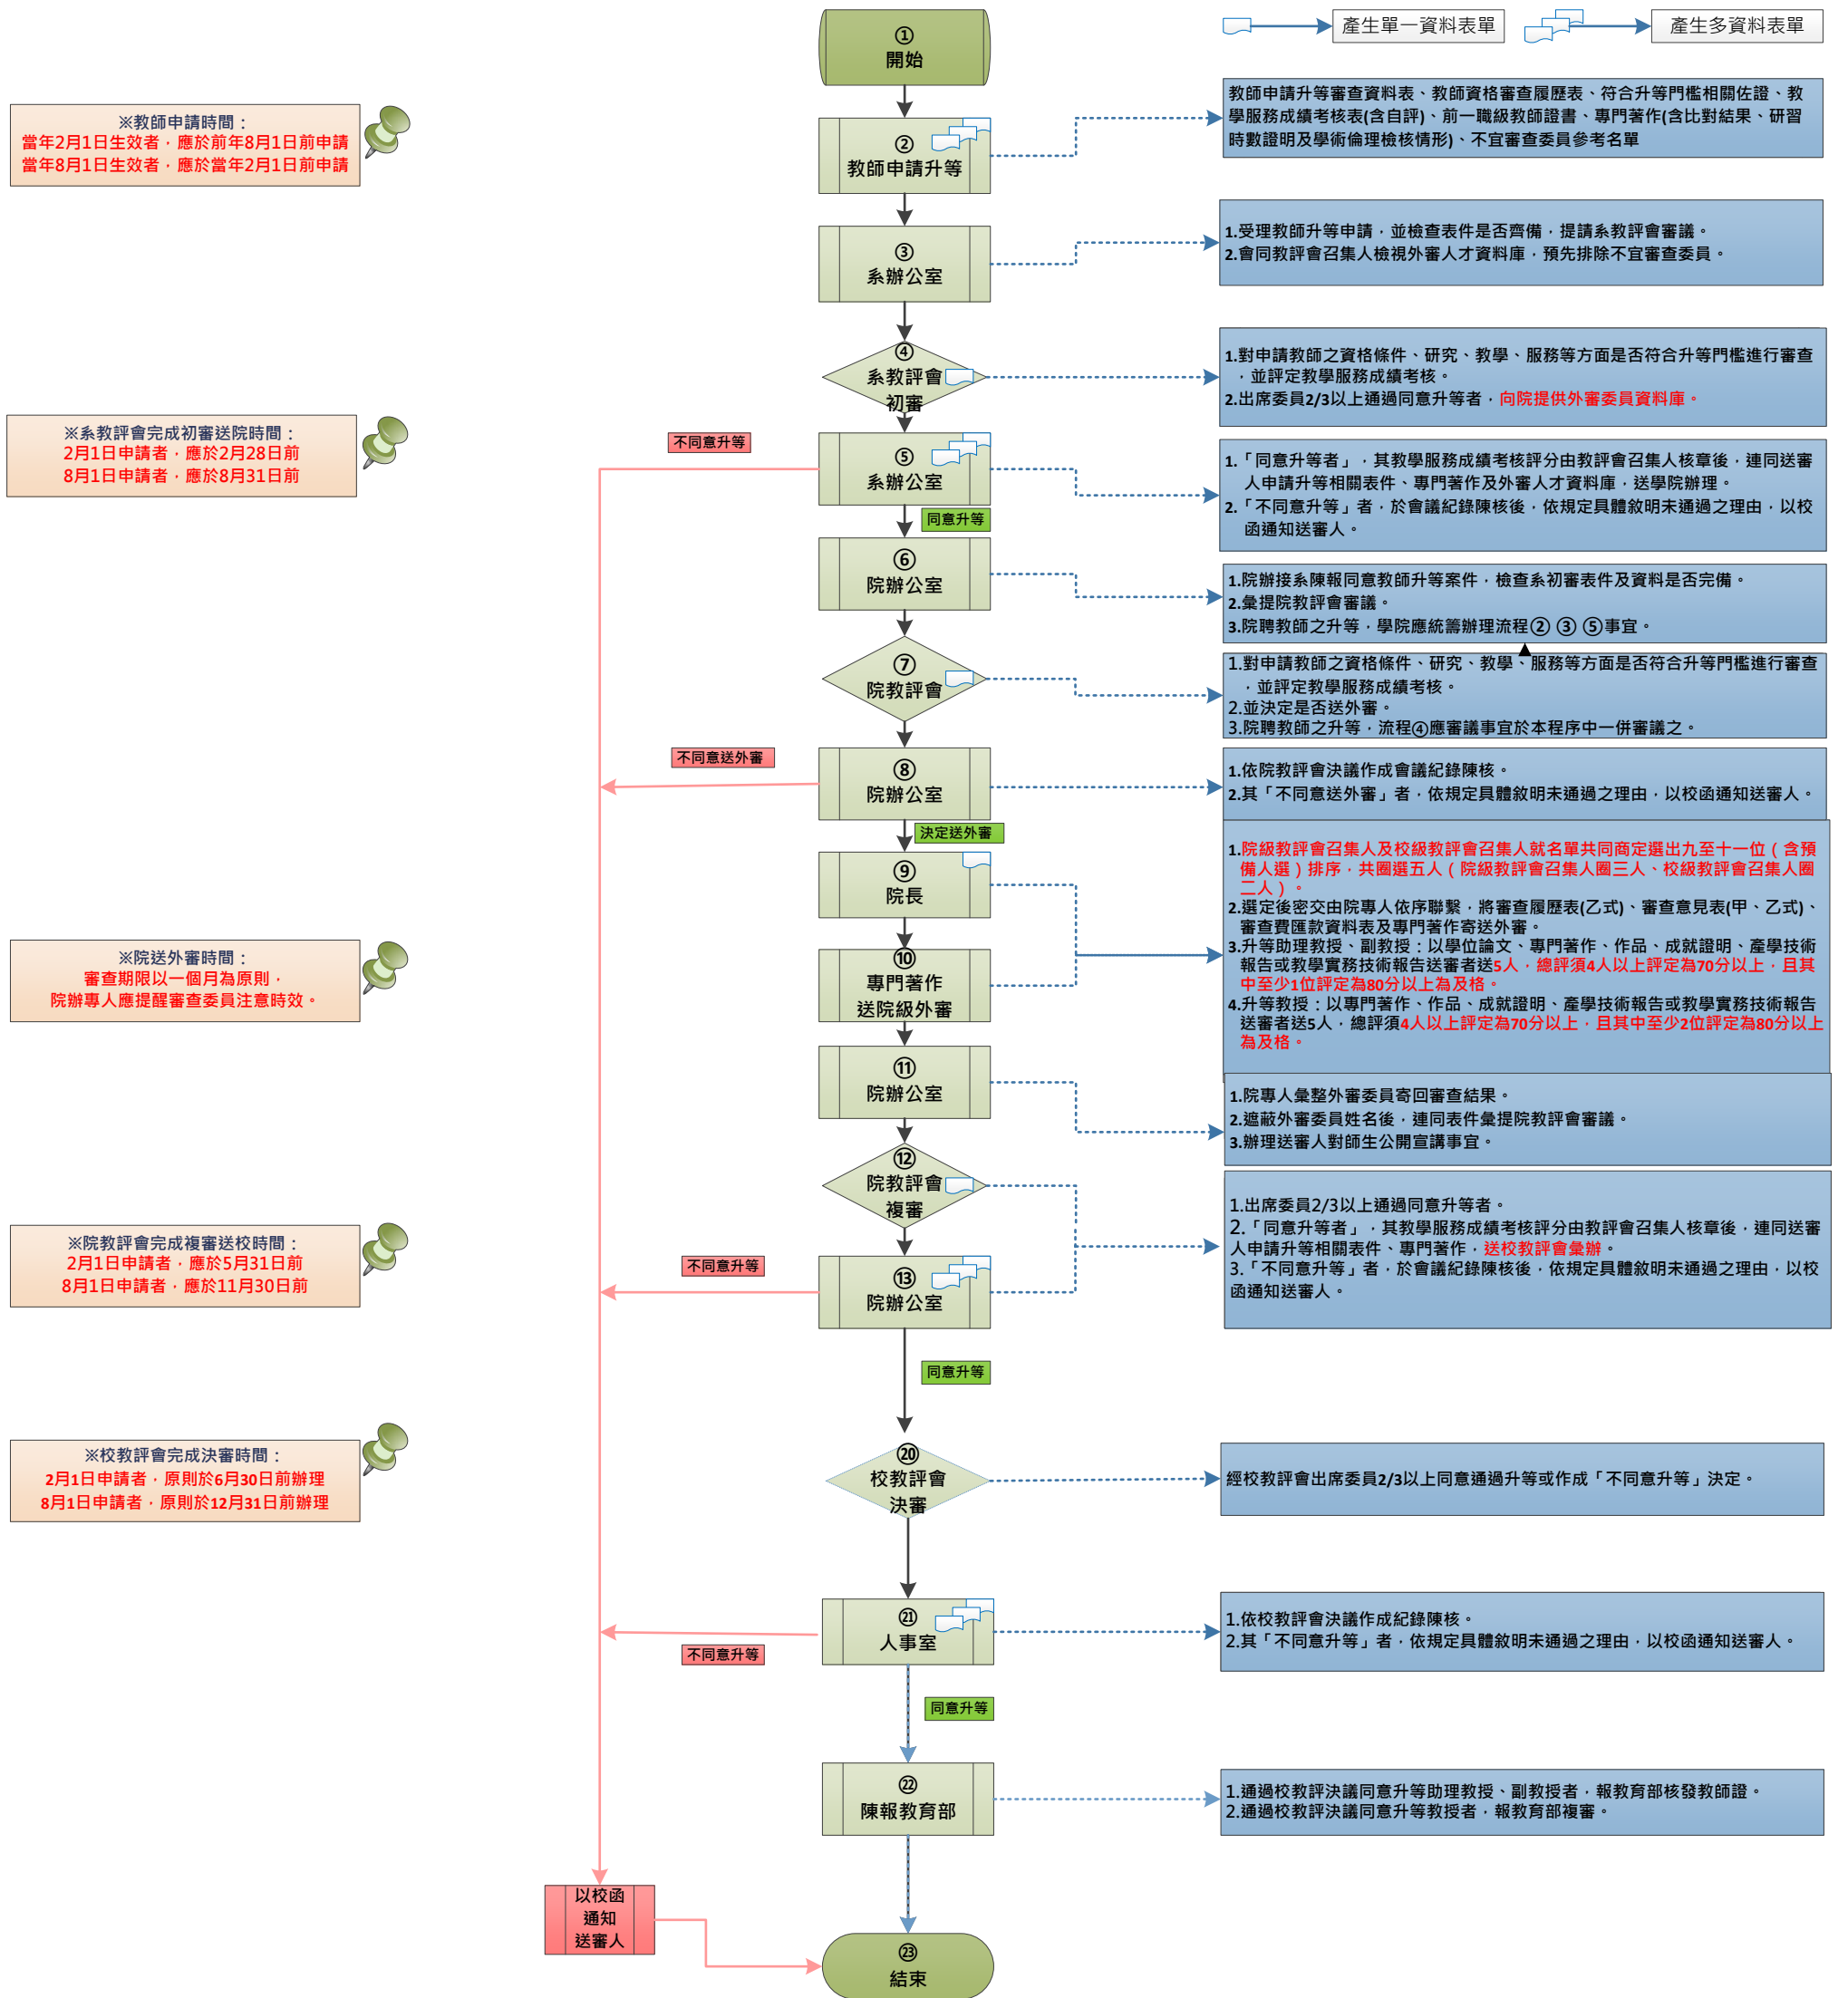 產生單一資料表單
產生多資料表單
①
開始
※教師申請時間：
當年2月1日生效者，應於前年8月1日前申請
當年8月1日生效者，應於當年2月1日前申請
②
教師申請升等
教師申請升等審查資料表、教師資格審查履歷表、符合升等門檻相關佐證、教
學服務成績考核表(含自評)、前一職級教師證書、專門著作(含比對結果、研習
時數證明及學術倫理檢核情形)、不宜審查委員參考名單
③
系辦公室
1.受理教師升等申請，並檢查表件是否齊備，提請系教評會審議。
2.會同教評會召集人檢視外審人才資料庫，預先排除不宜審查委員。
④
系教評會
初審
1.對申請教師之資格條件、研究、教學、服務等方面是否符合升等門檻進行審查
，並評定教學服務成績考核。
2.出席委員2/3以上通過同意升等者，向院提供外審委員資料庫。
※系教評會完成初審送院時間：
2月1日申請者，應於2月28日前
8月1日申請者，應於8月31日前
不同意升等
⑤
系辦公室
1.「同意升等者」，其教學服務成績考核評分由教評會召集人核章後，連同送審
人申請升等相關表件、專門著作及外審人才資料庫，送學院辦理。
2.「不同意升等」者，於會議紀錄陳核後，依規定具體敘明未通過之理由，以校
函通知送審人。
同意升等
⑥
院辦公室
1.院辦接系陳報同意教師升等案件，檢查系初審表件及資料是否完備。
2.彙提院教評會審議。
3.院聘教師之升等，學院應統籌辦理流程② ③ ⑤事宜。
⑦
院教評會
1.對申請教師之資格條件、研究、教學、服務等方面是否符合升等門檻進行審查
，並評定教學服務成績考核。
2.並決定是否送外審。
3.院聘教師之升等，流程④應審議事宜於本程序中一併審議之。
不同意送外審
⑧
院辦公室
1.依院教評會決議作成會議紀錄陳核。
2.其「不同意送外審」者，依規定具體敘明未通過之理由，以校函通知送審人。
決定送外審
⑨
院長
1.院級教評會召集人及校級教評會召集人就名單共同商定選出九至十一位（含預
備人選）排序，共圈選五人（院級教評會召集人圈三人、校級教評會召集人圈
二人）。
2.選定後密交由院專人依序聯繫，將審查履歷表(乙式)、審查意見表(甲、乙式)、
審查費匯款資料表及專門著作寄送外審。
3.升等助理教授、副教授：以學位論文、專門著作、作品、成就證明、產學技術
報告或教學實務技術報告送審者送5人，總評須4人以上評定為70分以上，且其
中至少1位評定為80分以上為及格。
4.升等教授：以專門著作、作品、成就證明、產學技術報告或教學實務技術報告
送審者送5人，總評須4人以上評定為70分以上，且其中至少2位評定為80分以上
為及格。
※院送外審時間：
審查期限以一個月為原則，
院辦專人應提醒審查委員注意時效。
⑩
專門著作
送院級外審
⑪
院辦公室
1.院專人彙整外審委員寄回審查結果。
2.遮蔽外審委員姓名後，連同表件彙提院教評會審議。
3.辦理送審人對師生公開宣講事宜。
⑫
院教評會
複審
1.出席委員2/3以上通過同意升等者。
2.「同意升等者」，其教學服務成績考核評分由教評會召集人核章後，連同送審
人申請升等相關表件、專門著作，送校教評會彙辦。
3.「不同意升等」者，於會議紀錄陳核後，依規定具體敘明未通過之理由，以校
函通知送審人。
※院教評會完成複審送校時間：
2月1日申請者，應於5月31日前
8月1日申請者，應於11月30日前
不同意升等
⑬
院辦公室
同意升等
※校教評會完成決審時間：
2月1日申請者，原則於6月30日前辦理
8月1日申請者，原則於12月31日前辦理
⑳
校教評會
決審
經校教評會出席委員2/3以上同意通過升等或作成「不同意升等」決定。
㉑
人事室
1.依校教評會決議作成紀錄陳核。
2.其「不同意升等」者，依規定具體敘明未通過之理由，以校函通知送審人。
不同意升等
同意升等
㉒
陳報教育部
1.通過校教評決議同意升等助理教授、副教授者，報教育部核發教師證。
2.通過校教評決議同意升等教授者，報教育部複審。
以校函
通知
送審人
㉓
結束